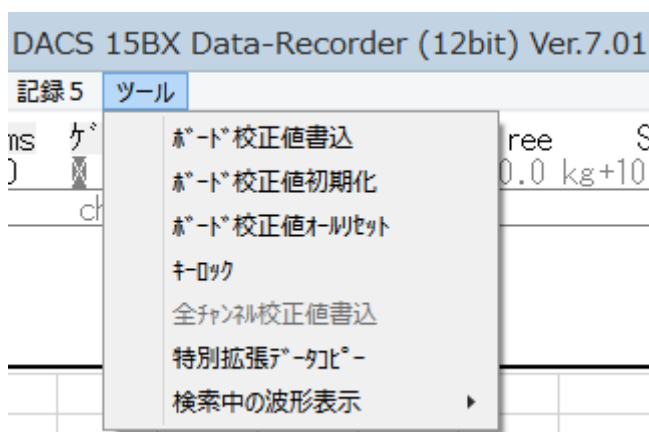 DACS 15BX Data-Recorder (12bit) Ver.7.01
記録5 ツール
ms ree
0.0 kg+10
ch
ﾎﾞｰﾄﾞ校正値書込
ﾎﾞｰﾄﾞ校正値初期化
ﾎﾞｰﾄﾞ校正値ｵｰﾙﾘｾｯﾄ
ｷｰﾛｯｸ
全ﾁｬﾝﾈﾙ校正値書込
特別拡張ﾃﾞｰﾀｺﾋﾟｰ
検索中の波形表示